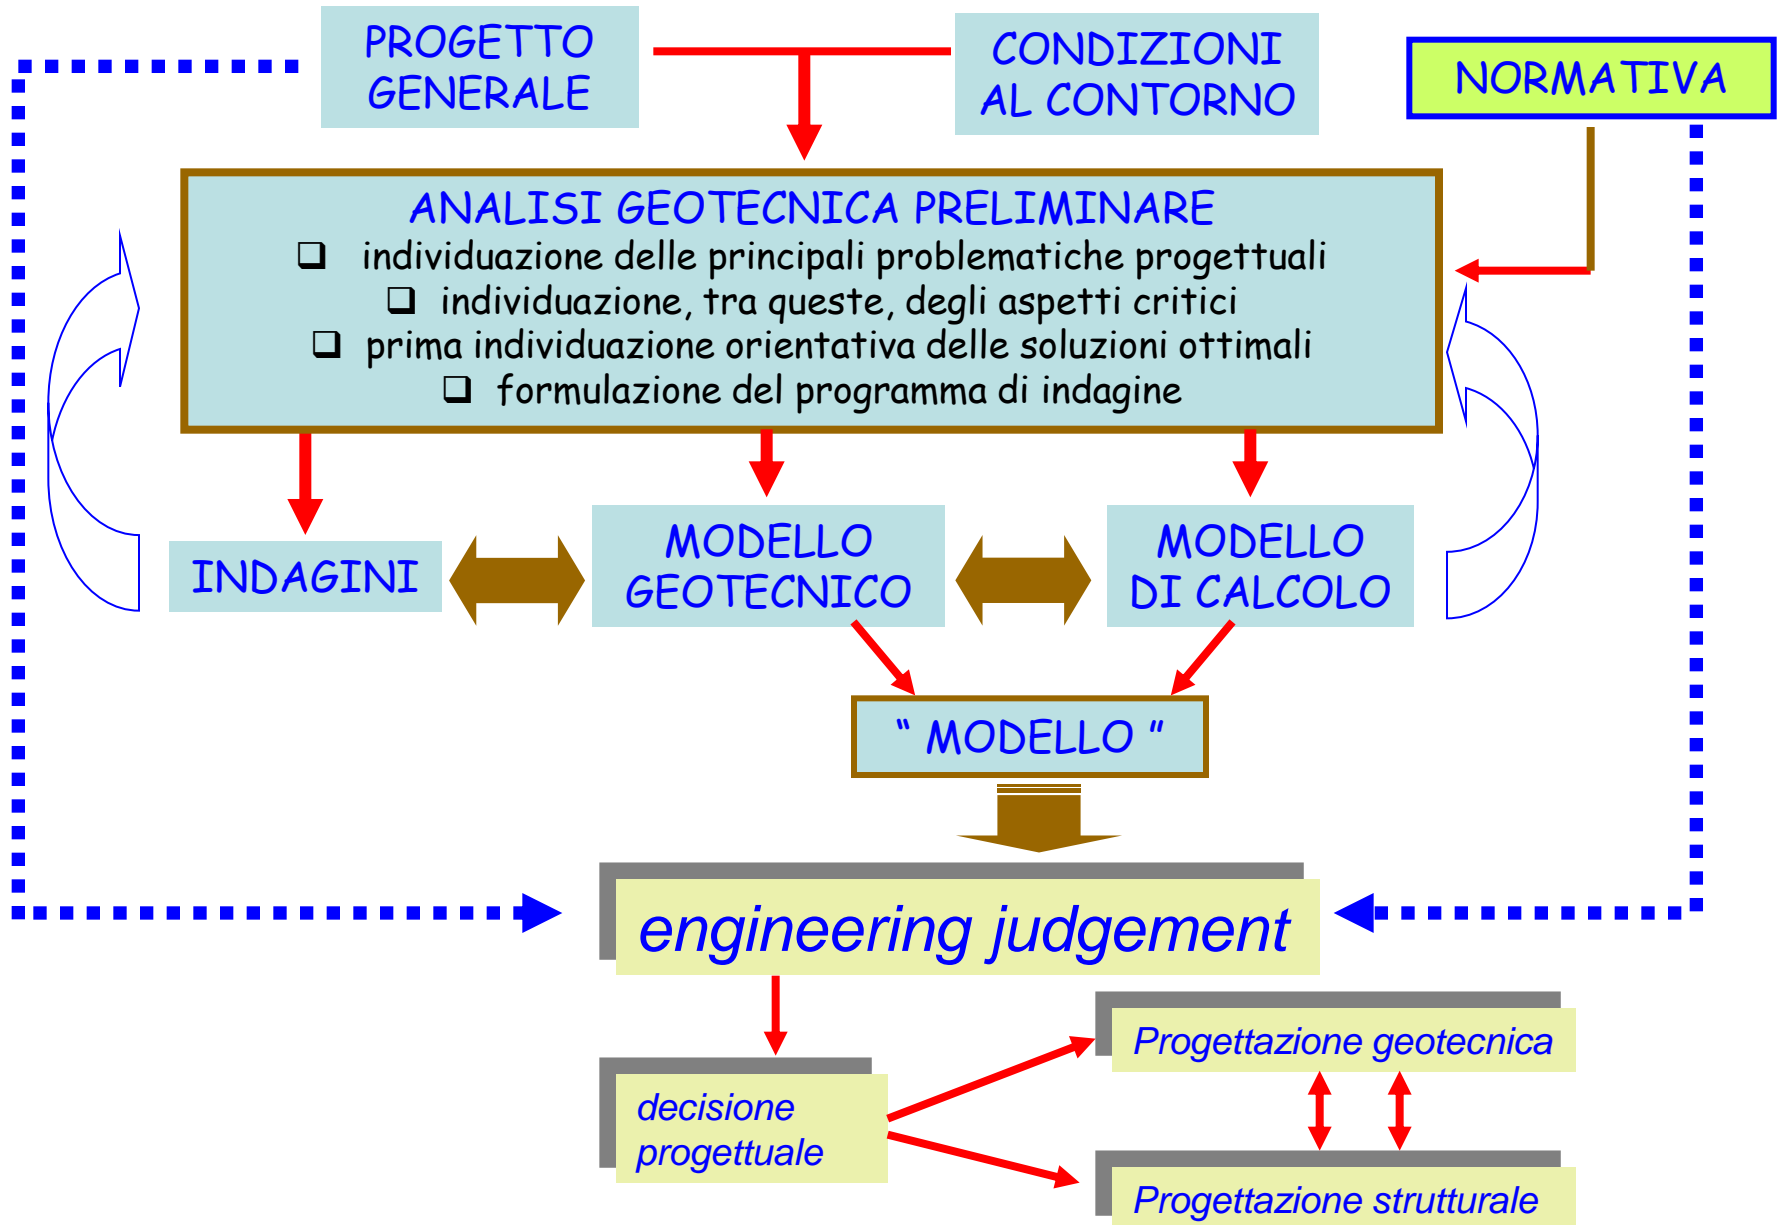 PROGETTO
GENERALE
CONDIZIONI
AL CONTORNO
NORMATIVA
ANALISI GEOTECNICA PRELIMINARE
❑ individuazione delle principali problematiche progettuali
❑ individuazione, tra queste, degli aspetti critici
❑ prima individuazione orientativa delle soluzioni ottimali
❑ formulazione del programma di indagine
INDAGINI
MODELLO
GEOTECNICO
MODELLO
DI CALCOLO
“ MODELLO ”
engineering judgement
decisione
progettuale
Progettazione geotecnica
Progettazione strutturale